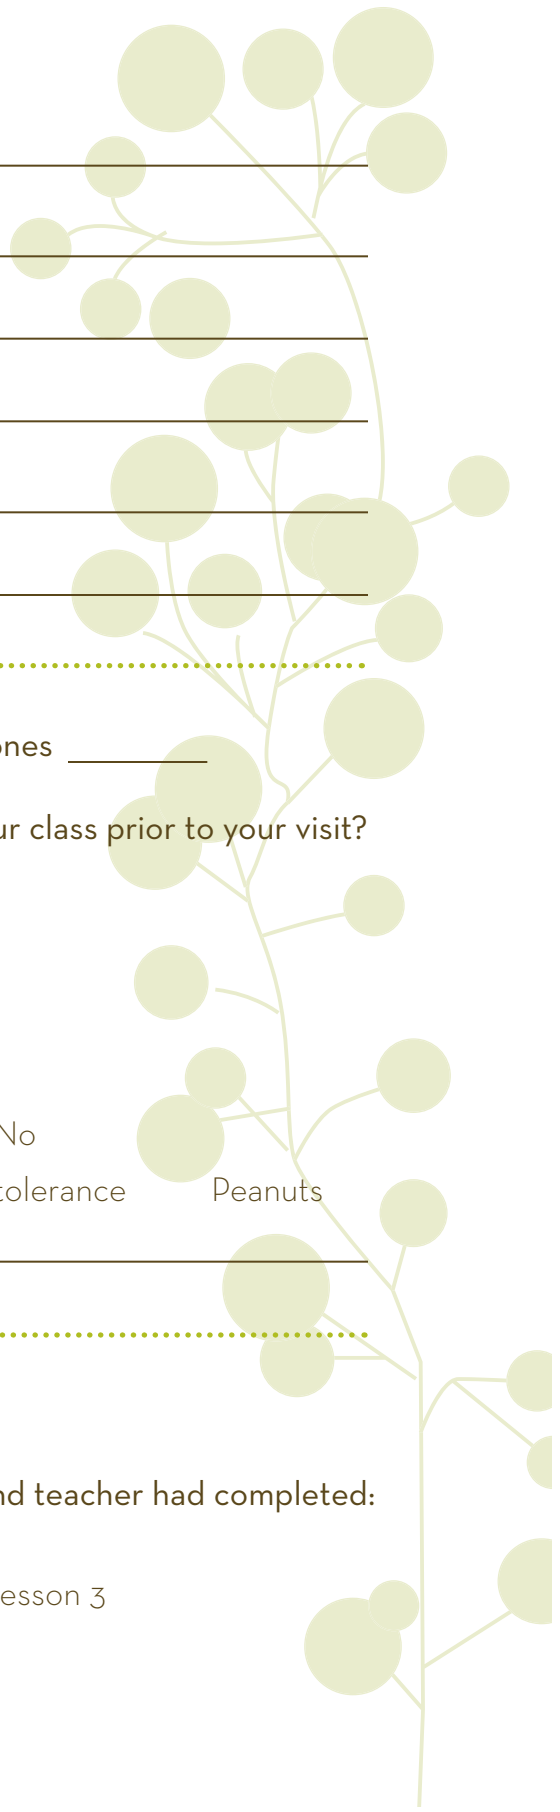 ones
ur class prior to your visit?
No
tolerance Peanuts
nd teacher had completed:
esson 3